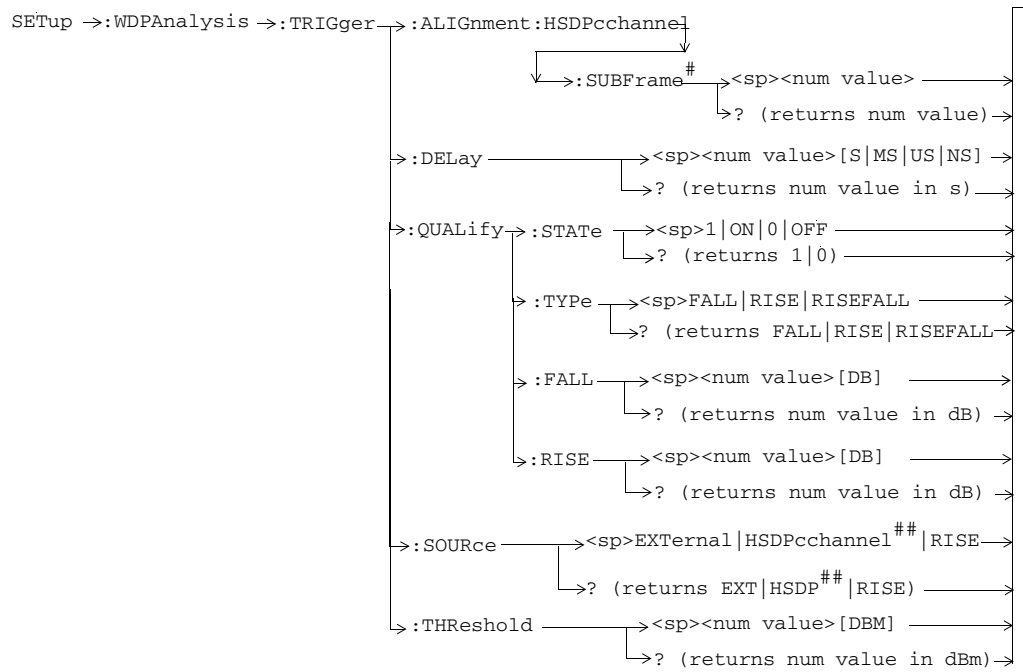 SETup :WDPAnalysis :TRIGger :ALIGnment:HSDPcchannel
:SUBFrame# <sp><num value>
? (returns num value)
:DELay <sp><num value>[S|MS|US|NS]
? (returns num value in s)
:QUALify :STATe <sp>1|ON|0|OFF
? (returns 1|0)
:TYPe <sp>FALL|RISE|RISEFALL
? (returns FALL|RISE|RISEFALL
:FALL <sp><num value>[DB]
? (returns num value in dB)
:RISE <sp><num value>[DB]
? (returns num value in dB)
:SOURce <sp>EXTernal|HSDPcchannel##|RISE
? (returns EXT|HSDP##|RISE)
:THReshold <sp><num value>[DBM]
? (returns num value in dBm)